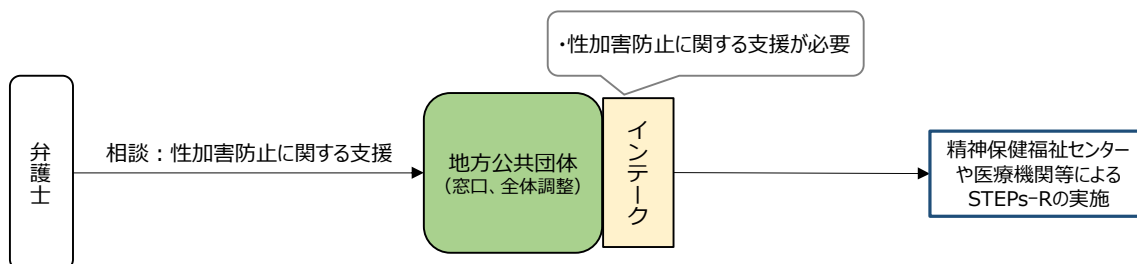 ・性加害防止に関する支援が必要
弁護士
相談：性加害防止に関する支援
地方公共団体
（窓口、全体調整）
インテーク
精神保健福祉センター
や医療機関等による
STEPs-Rの実施